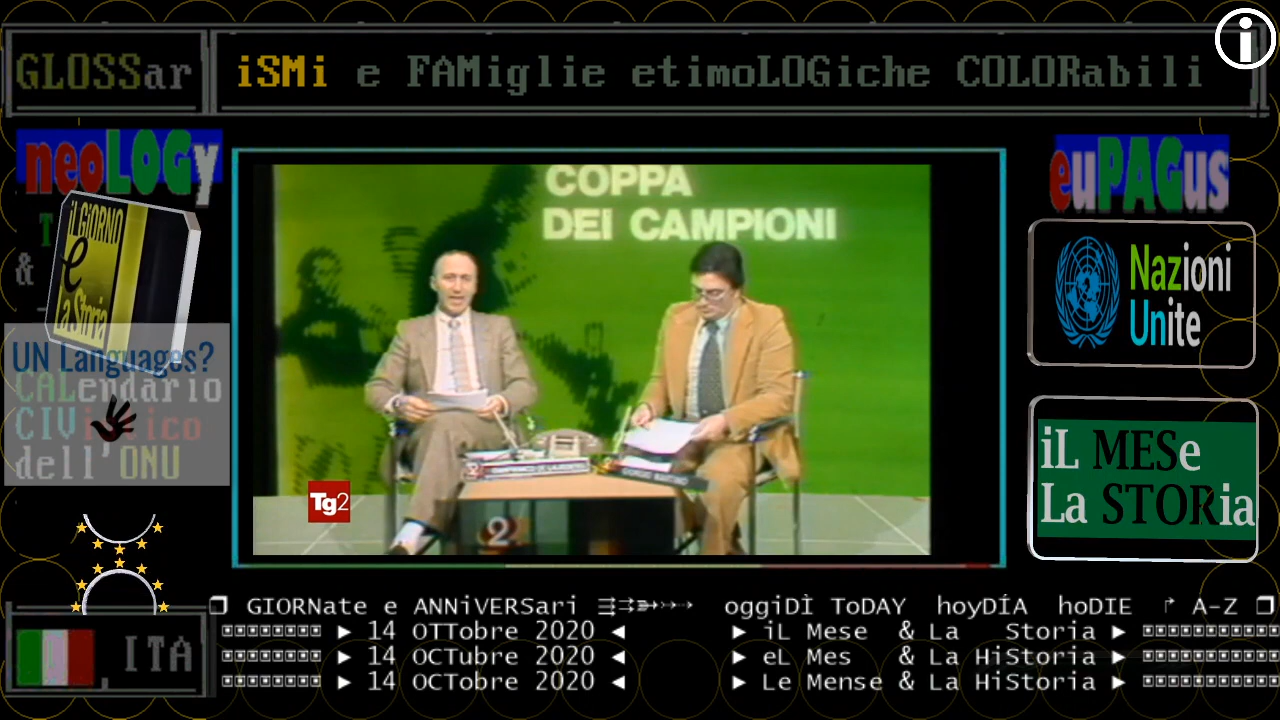 GLOSSar
iSMi e FAMiglie etimoLOGiche COLORabili
neoLOGy
euPAGus
iL GiORNO
e
La Storia
T
&
UN Languages?
CALendario
CIVico
dell'ONU
COPPA
DEI CAMPIONI
Tg2
2
Nazioni
Unite
iL MESe
La STORia
GIORNate e ANNiVERSari oggiDÌ ToDAY hoyDÍA hoDIE A-Z
14 OTTobre 2020 iL Mese & La Storia
14 OCTubre 2020 eL Mes & La HiStoria
14 OCTobre 2020 Le Mense & La HiStoria
ITA